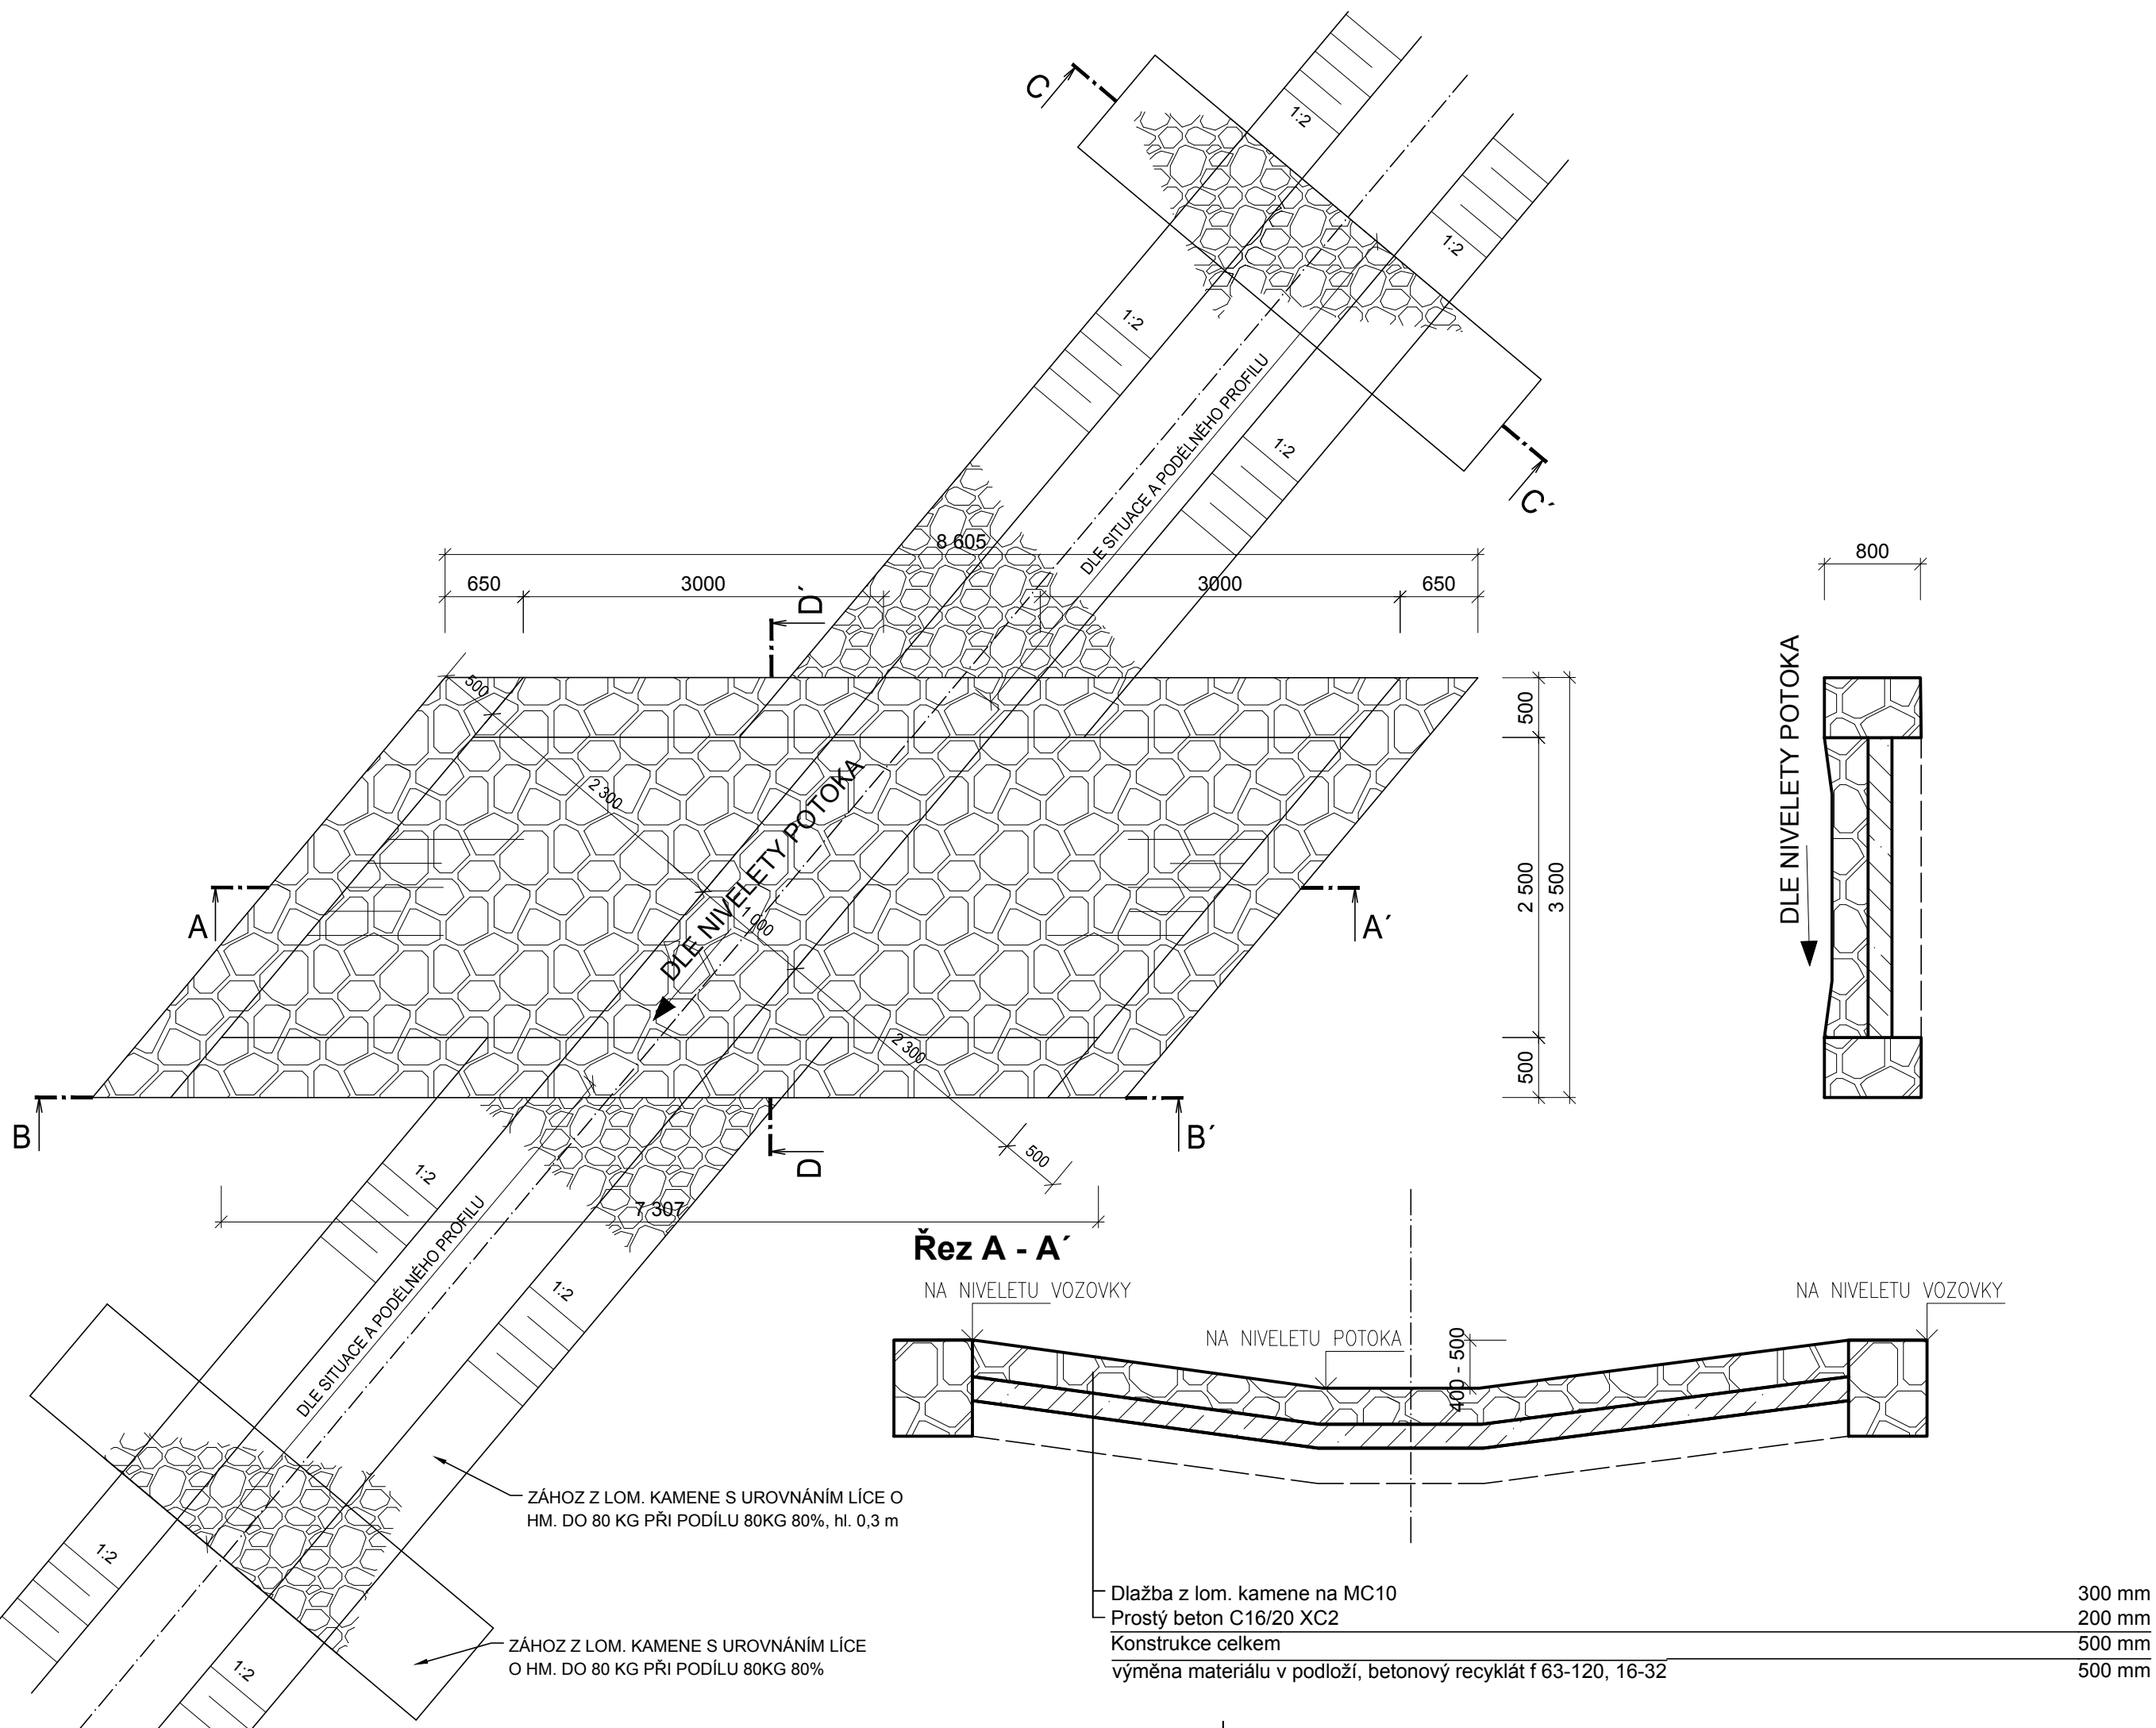 C
1:2
1:2
1:2
1:2
C´
DLE SITUACE A PODÉLNÉHO PROFILU
8 605
650
3000
3000
650
D´
800
500
2 300
1 000
2 300
500
DLE NIVELETY POTOKA
500
2 500
3 500
500
DLE NIVELETY POTOKA
A
A´
B
B´
D
1:2
7 307
DLE SITUACE A PODÉLNÉHO PROFILU
1:2
1:2
1:2
Řez A - A´
NA NIVELETU VOZOVKY
NA NIVELETU VOZOVKY
NA NIVELETU POTOKA
400 - 500
ZÁHOZ Z LOM. KAMENE S UROVNÁNÍM LÍCE O
HM. DO 80 KG PŘI PODÍLU 80KG 80%, hl. 0,3 m
ZÁHOZ Z LOM. KAMENE S UROVNÁNÍM LÍCE
O HM. DO 80 KG PŘI PODÍLU 80KG 80%
Dlažba z lom. kamene na MC10 300 mm
Prostý beton C16/20 XC2 200 mm
Konstrukce celkem 500 mm
výměna materiálu v podloží, betonový recyklát f 63-120, 16-32 500 mm